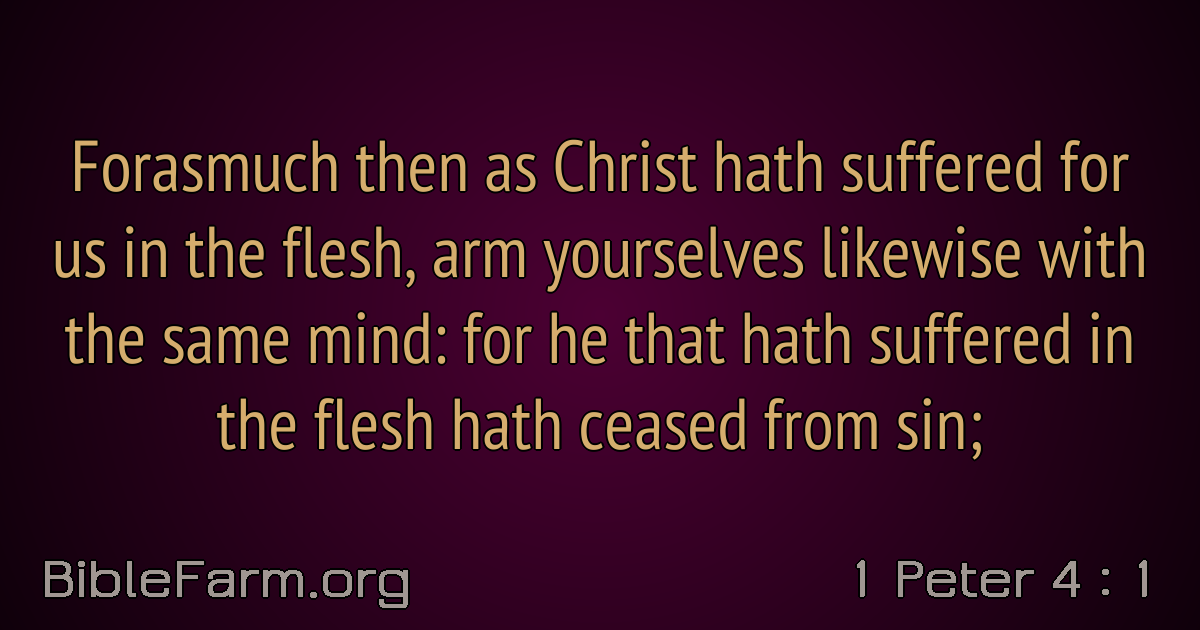 Forasmuch then as Christ hath suffered for
us in the flesh, arm yourselves likewise with
the same mind: for he that hath suffered in
the flesh hath ceased from sin;
BibleFarm.org
1 Peter 4 : 1